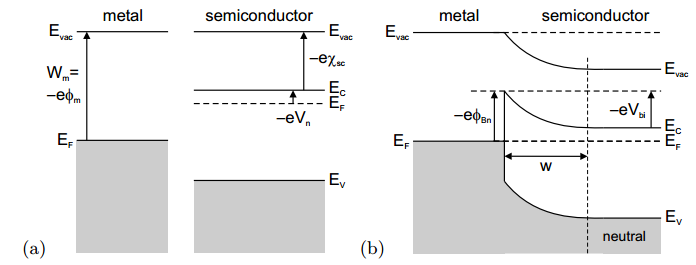 metal
semiconductor
E_vac
E_vac
W_m=
−eϕ_m
−eχ_sc
E_C
E_F
−eV_n
E_F
E_V
(a)
metal
semiconductor
E_vac
E_vac
−eϕ_Bn
−eV_bi
E_C
E_F
E_F
w
E_V
neutral
(b)